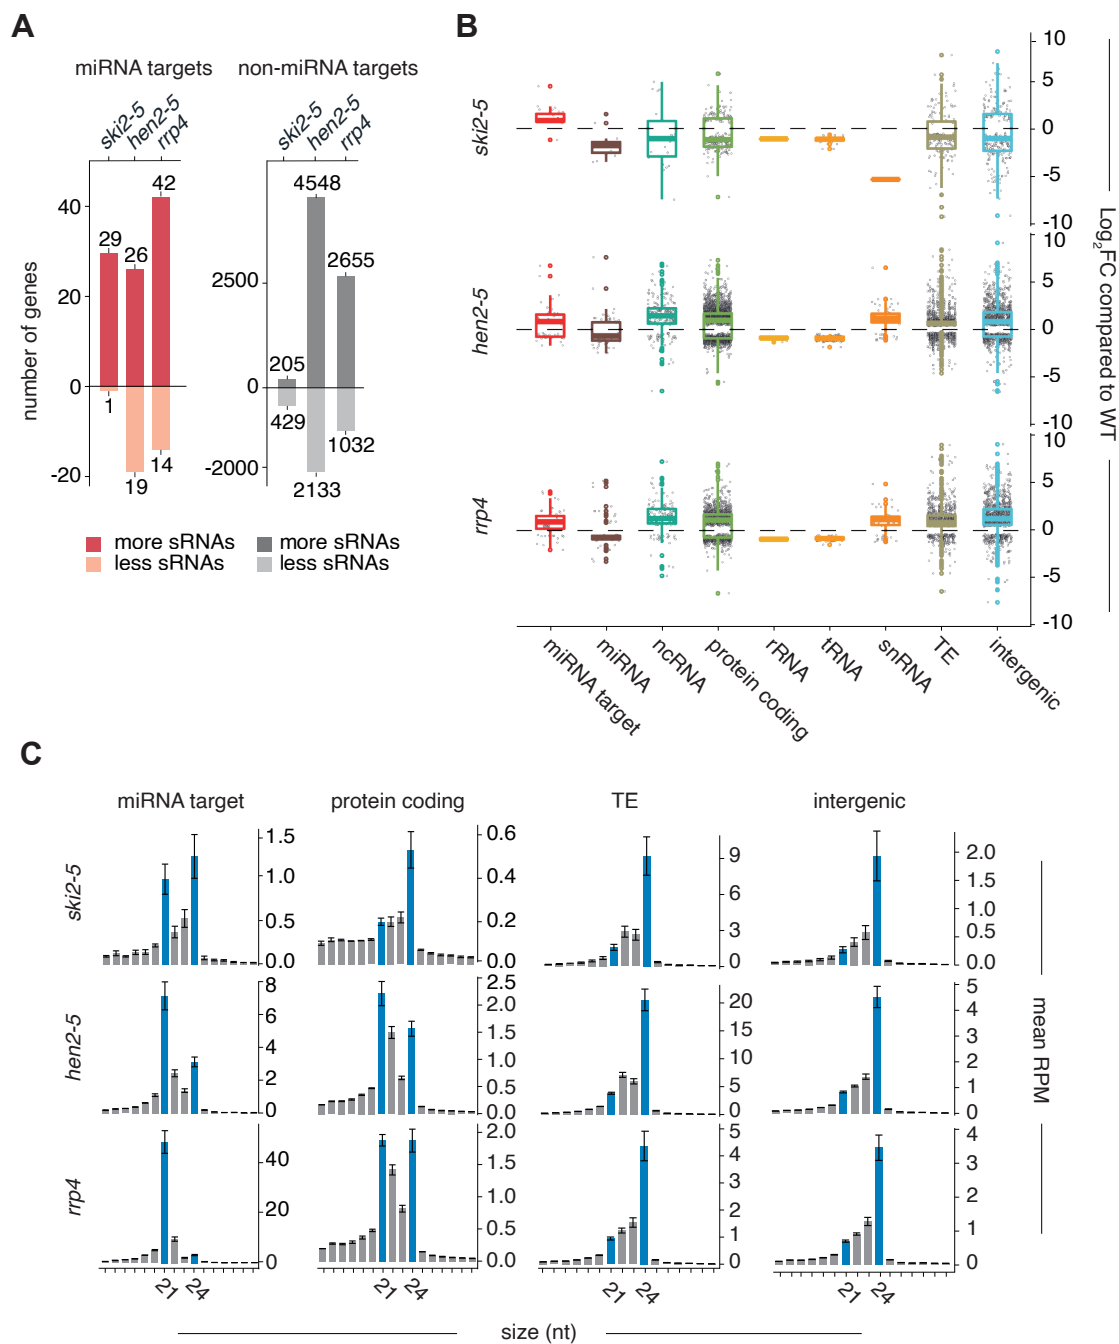 A
miRNA targets
non-miRNA targets
ski2-5
hen2-5
rrp4
ski2-5
hen2-5
rrp4
number of genes
40
20
0
-20
29
26
42
1
19
14
2500
0
-2000
205
4548
2655
429
2133
1032
more sRNAs
less sRNAs
more sRNAs
less sRNAs
B
ski2-5
hen2-5
rrp4
10
5
0
-5
-10
10
5
0
-5
-10
10
5
0
-5
-10
Log2FC compared to WT
miRNA target
miRNA
ncRNA
protein coding
rRNA
tRNA
snRNA
TE
intergenic
C
miRNA target
protein coding
TE
intergenic
ski2-5
1.5
1.0
0.5
0.0
0.6
0.4
0.2
0.0
9
6
3
0
2.0
1.5
1.0
0.5
0.0
hen2-5
8
6
4
2
0
2.5
2.0
1.5
1.0
0.5
0.0
20
15
10
5
0
5
4
3
2
1
0
rrp4
40
20
0
2.0
1.5
1.0
0.5
0.0
5
4
3
2
1
0
4
3
2
1
0
mean RPM
21
24
21
24
21
24
21
24
size (nt)